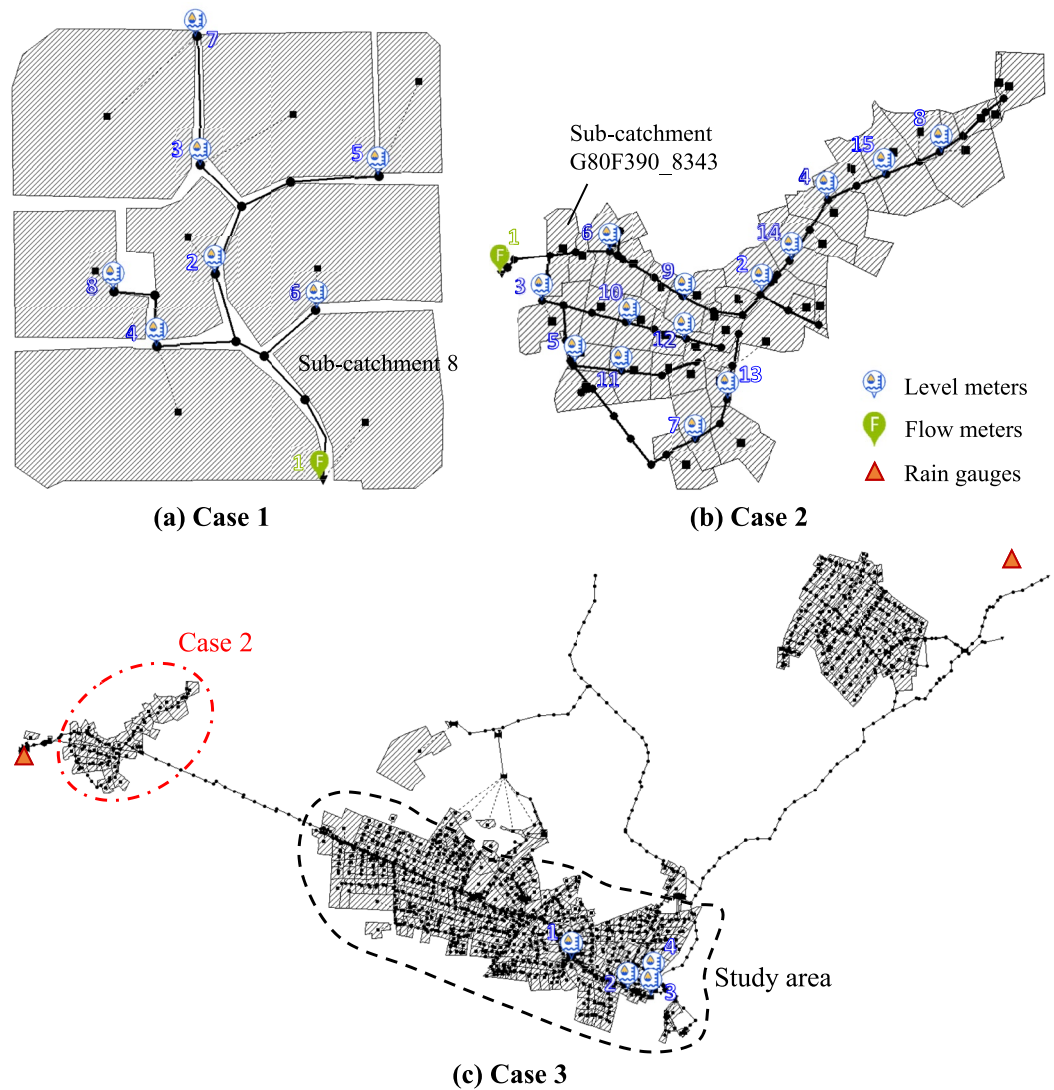 7
3
5
2
8
6
4
Sub-catchment 8
1
(a) Case 1
Sub-catchment
G80F390_8343
8
15
4
14
6
1
F
9
2
3
10
12
5
11
13
7
Level meters
F
Flow meters
Rain gauges
(b) Case 2
Case 2
1
4
2
3
Study area
(c) Case 3